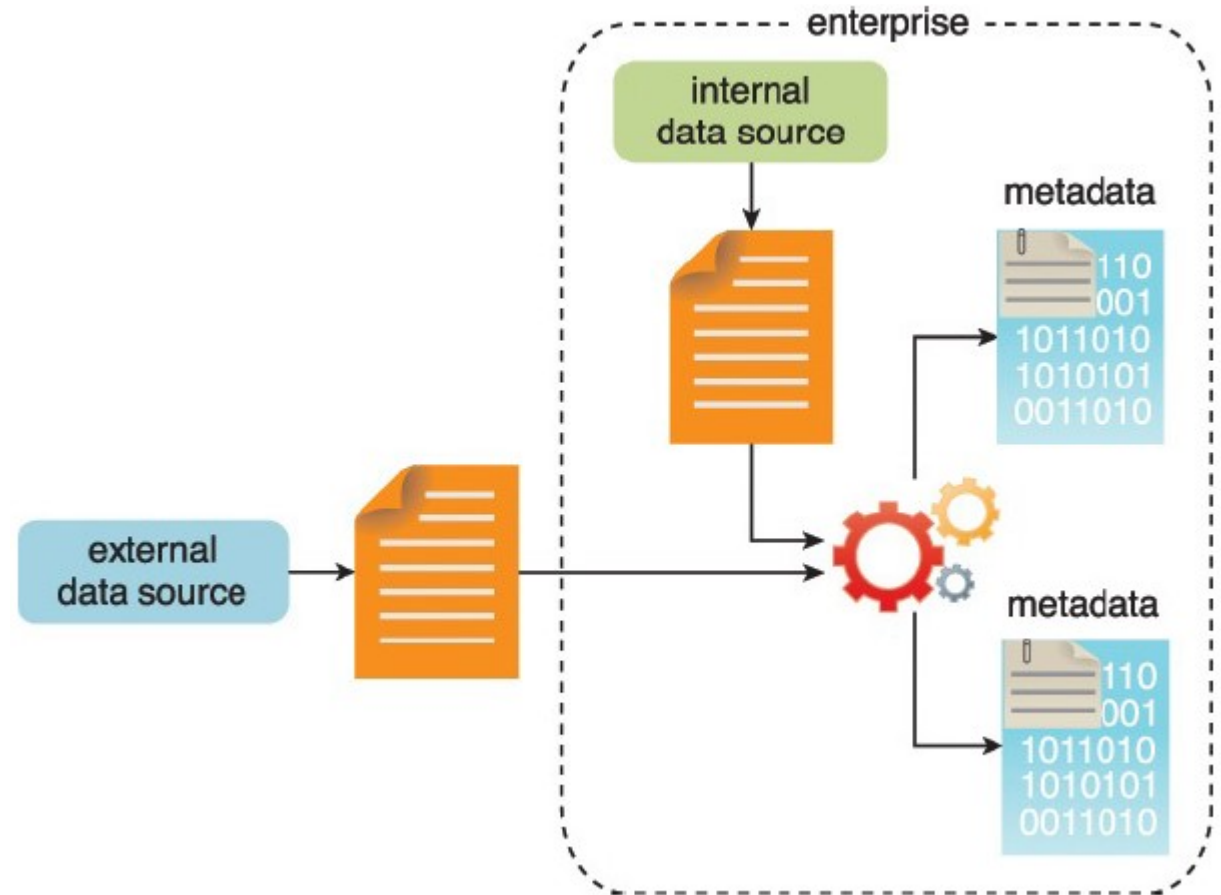 enterprise
internal
data source
metadata
110
001
1011010
1010101
0011010
external
data source
metadata
110
001
1011010
1010101
0011010